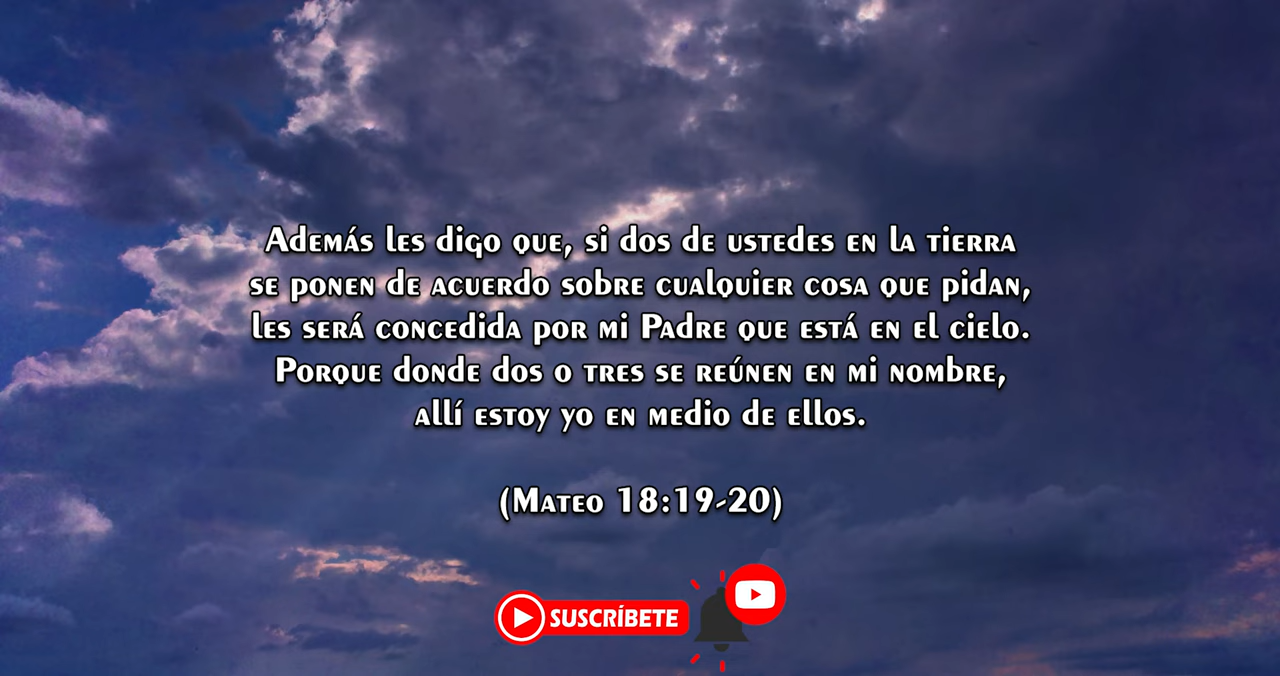 Además les digo que, si dos de ustedes en la tierra
se ponen de acuerdo sobre cualquier cosa que pidan,
les será concedida por mi Padre que está en el cielo.
Porque donde dos o tres se reúnen en mi nombre,
allí estoy yo en medio de ellos.
(Mateo 18:19-20)
SUSCRÍBETE